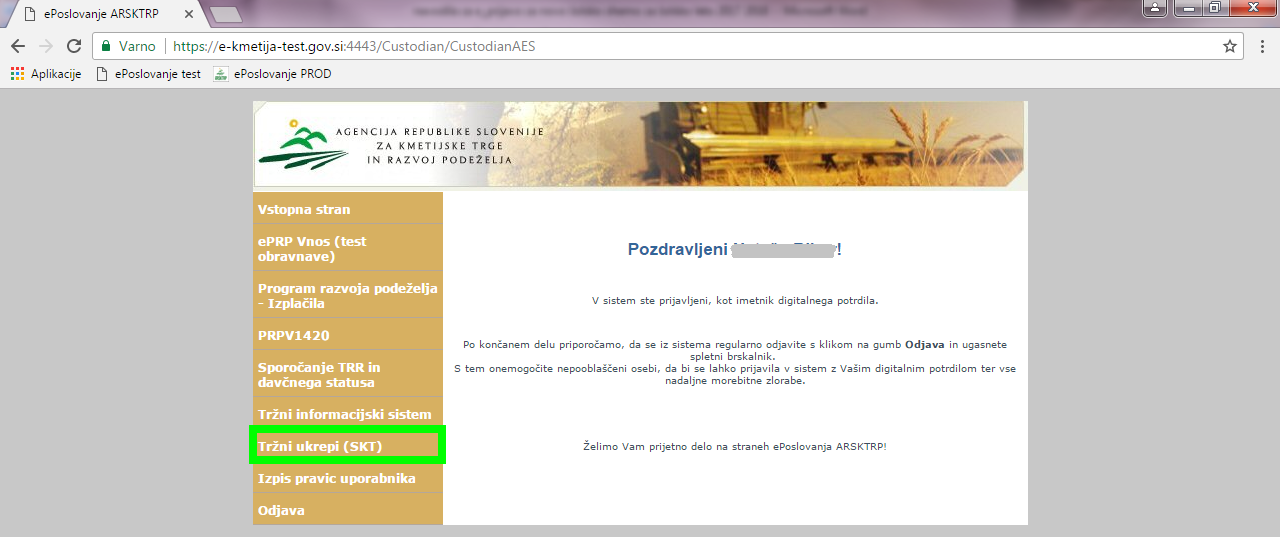 ePoslovanje ARSKTRP
Varno
https://e-kmetija-test.gov.si:4443/Custodian/CustodianAES
Aplikacije ePoslovanje test ePoslovanje PROD
AGENCIJA REPUBLIKE SLOVENIJE
ZA KMETIJSKE TRGE
IN RAZVOJ PODEŽELJA
Vstopna stran
ePRP Vnos (test
obravnave)
Program razvoja podeželja
- Izplačila
PRPV1420
Sporočanje TRR in
davčnega statusa
Tržni informacijski sistem
Tržni ukrepi (SKT)
Izpis pravic uporabnika
Odjava
Pozdravljeni !
V sistem ste prijavljeni, kot imetnik digitalnega potrdila.
Po končanem delu priporočamo, da se iz sistema regularno odjavite s klikom na gumb Odjava in ugasnete
spletni brskalnik.
S tem onemogočite nepooblaščeni osebi, da bi se lahko prijavila v sistem z Vašim digitalnim potrdilom ter vse
nadaljne morebitne zlorabe.
Želimo Vam prijetno delo na straneh ePoslovanja ARSKTRP!